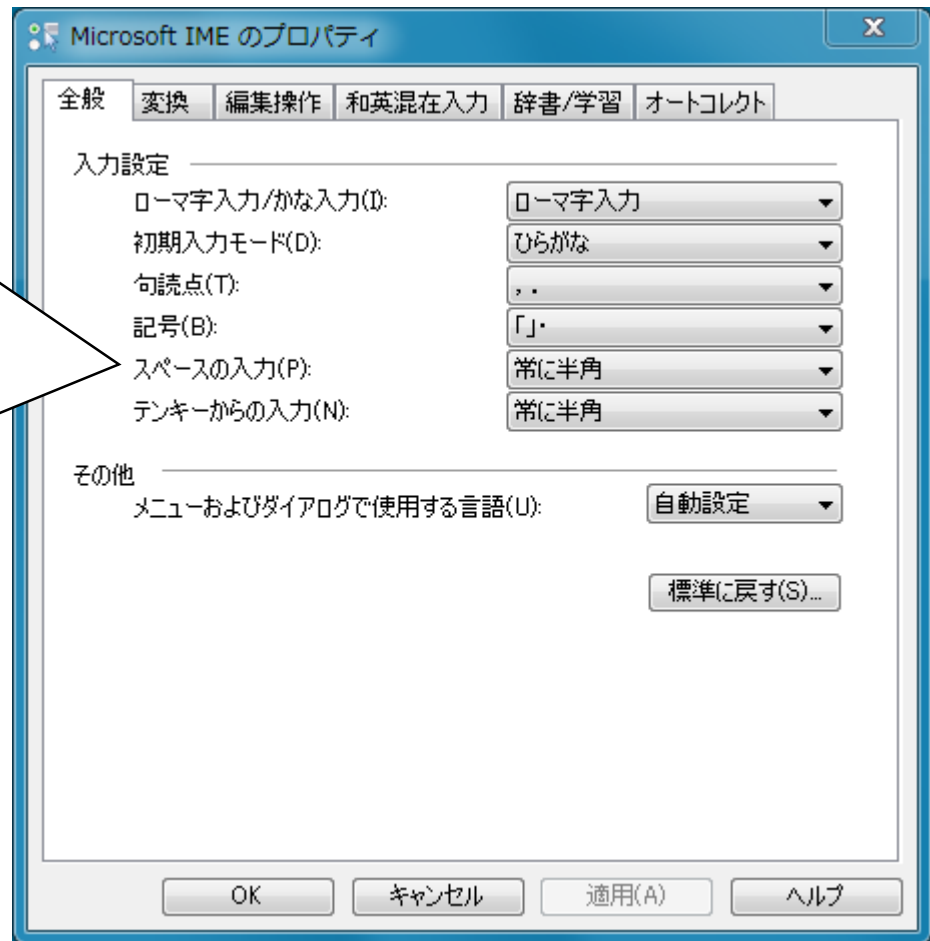 Microsoft IME のプロパティ
全般 変換 編集操作 和英混在入力 辞書/学習 オートコレクト
入力設定
ローマ字入力/かな入力(I): ローマ字入力
初期入力モード(D): ひらがな
句読点(T): ，．
記号(B): 「」・
スペースの入力(P): 常に半角
テンキーからの入力(N): 常に半角
その他
メニューおよびダイアログで使用する言語(U): 自動設定
標準に戻す(S)...
OK キャンセル 適用(A) ヘルプ